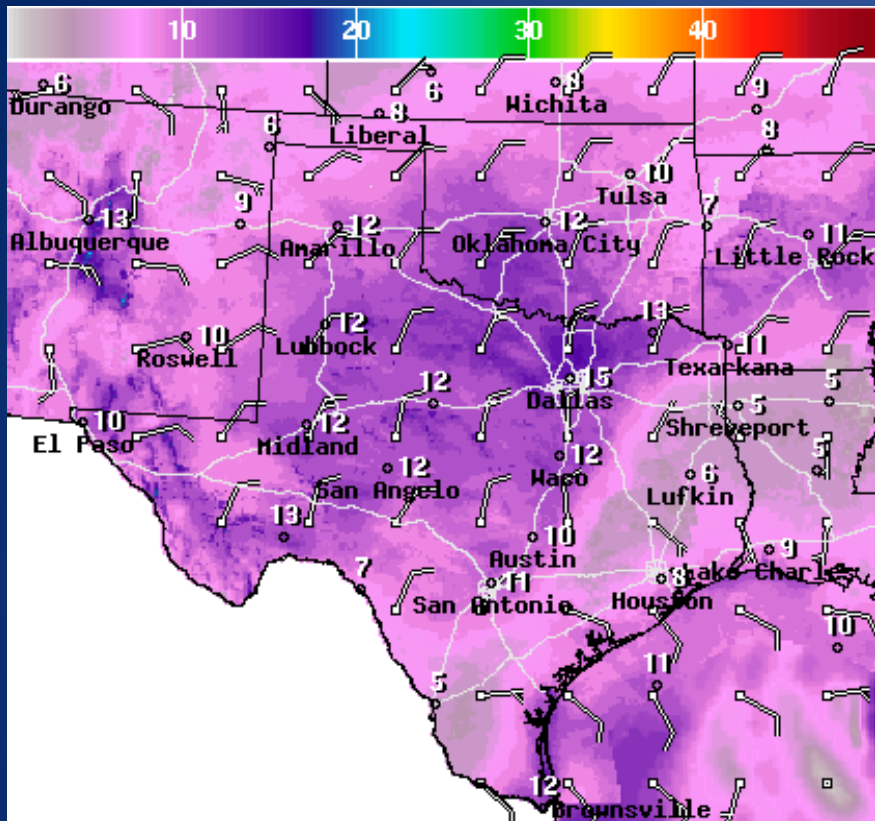 10 20 30 40
6 6 8 9
Durango Wichita
8
Liberal
6 8
10
Tulsa
13 9 12 12 7 11
Albuquerque Amarillo Oklahoma City Little Rock
10 12 13 11
Roswell Lubbock Texarkana
15
Dallas
10 12 12 5 5
El Paso Midland Shreveport
12 12 6 5
San Angelo Waco Lufkin
13 10 9
Austin
7 11 8 Lake Charles
San Antonio Houston
10
5 11
12
Brownsville